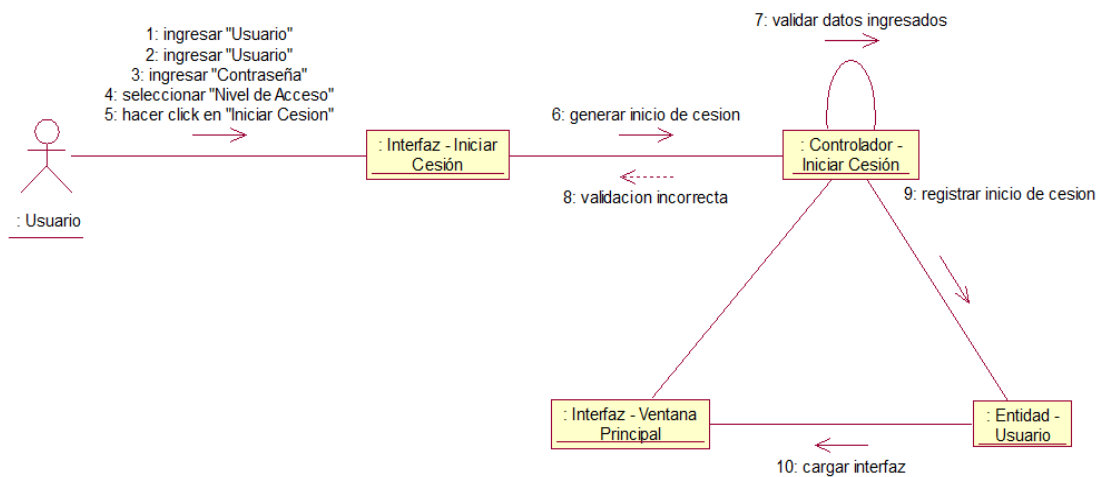 1: ingresar "Usuario"
2: ingresar "Usuario"
3: ingresar "Contraseña"
4: seleccionar "Nivel de Acceso"
5: hacer click en "Iniciar Cesion"
7: validar datos ingresados
6: generar inicio de cesion
: Interfaz - Iniciar
Cesión
: Controlador -
Iniciar Cesión
8: validacion incorrecta
9: registrar inicio de cesion
: Usuario
: Interfaz - Ventana
Principal
: Entidad -
Usuario
10: cargar interfaz